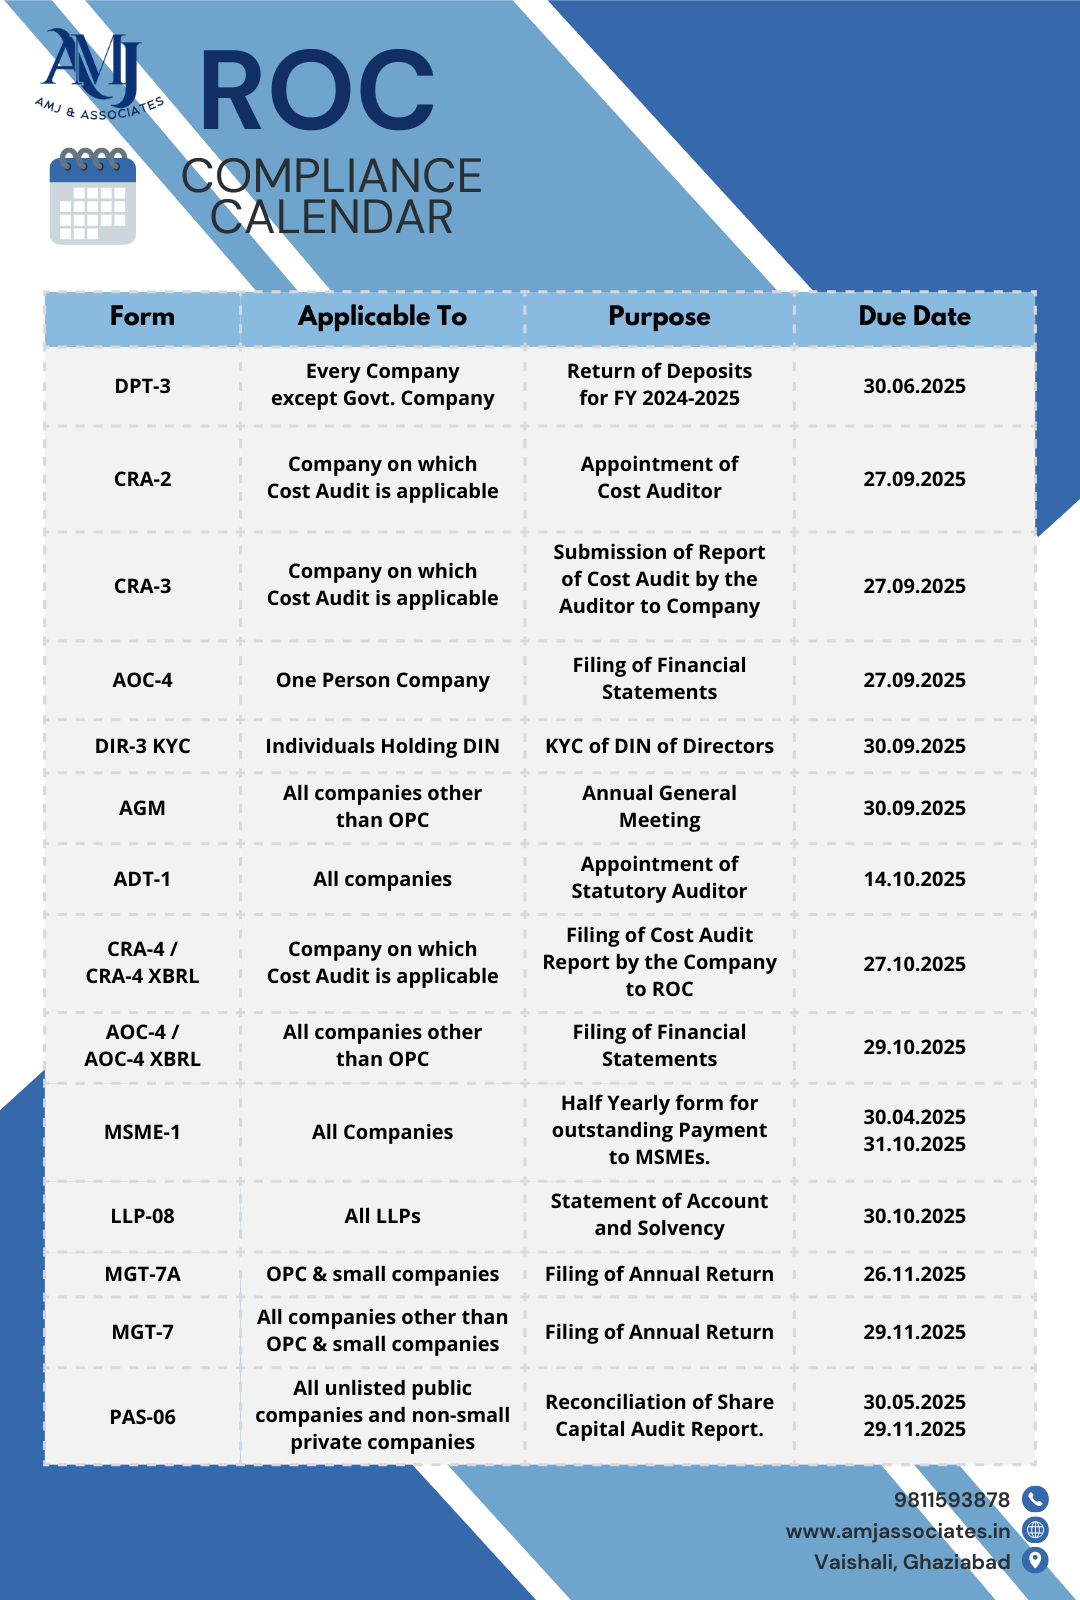 AMJ
AMJ & ASSOCIATES
ROC
COMPLIANCE
CALENDAR
Form
Applicable To
Purpose
Due Date
DPT-3
Every Company
except Govt. Company
Return of Deposits
for FY 2024-2025
30.06.2025
CRA-2
Company on which
Cost Audit is applicable
Appointment of
Cost Auditor
27.09.2025
CRA-3
Company on which
Cost Audit is applicable
Submission of Report
of Cost Audit by the
Auditor to Company
27.09.2025
AOC-4
One Person Company
Filing of Financial
Statements
27.09.2025
DIR-3 KYC
Individuals Holding DIN
KYC of DIN of Directors
30.09.2025
AGM
All companies other
than OPC
Annual General
Meeting
30.09.2025
ADT-1
All companies
Appointment of
Statutory Auditor
14.10.2025
CRA-4 /
CRA-4 XBRL
Company on which
Cost Audit is applicable
Filing of Cost Audit
Report by the Company
to ROC
27.10.2025
AOC-4 /
AOC-4 XBRL
All companies other
than OPC
Filing of Financial
Statements
29.10.2025
MSME-1
All Companies
Half Yearly form for
outstanding Payment
to MSMEs.
30.04.2025
31.10.2025
LLP-08
All LLPs
Statement of Account
and Solvency
30.10.2025
MGT-7A
OPC & small companies
Filing of Annual Return
26.11.2025
MGT-7
All companies other than
OPC & small companies
Filing of Annual Return
29.11.2025
PAS-06
All unlisted public
companies and non-small
private companies
Reconciliation of Share
Capital Audit Report.
30.05.2025
29.11.2025
9811593878
www.amjassociates.in
Vaishali, Ghaziabad